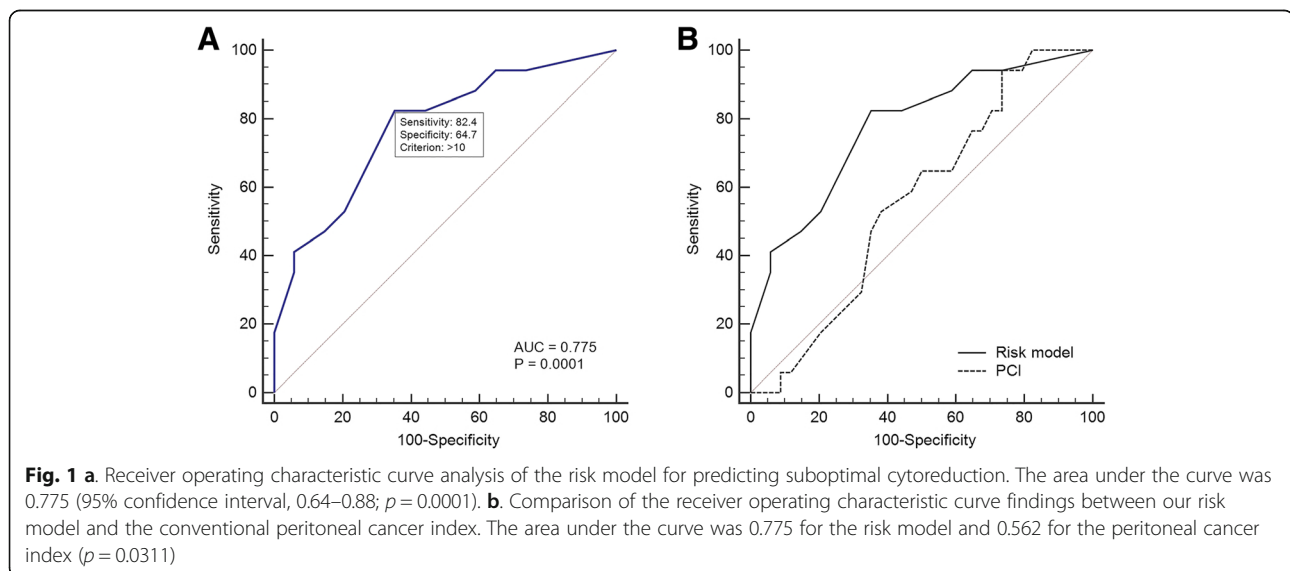 A
100
80
60
40
20
0
Sensitivity
Sensitivity: 82.4
Specificity: 64.7
Criterion: >10
AUC = 0.775
P = 0.0001
0 20 40 60 80 100
100-Specificity
B
100
80
60
40
20
0
Sensitivity
Risk model
PCI
0 20 40 60 80 100
100-Specificity
Fig. 1 a. Receiver operating characteristic curve analysis of the risk model for predicting suboptimal cytoreduction. The area under the curve was
0.775 (95% confidence interval, 0.64–0.88; p = 0.0001). b. Comparison of the receiver operating characteristic curve findings between our risk
model and the conventional peritoneal cancer index. The area under the curve was 0.775 for the risk model and 0.562 for the peritoneal cancer
index (p = 0.0311)